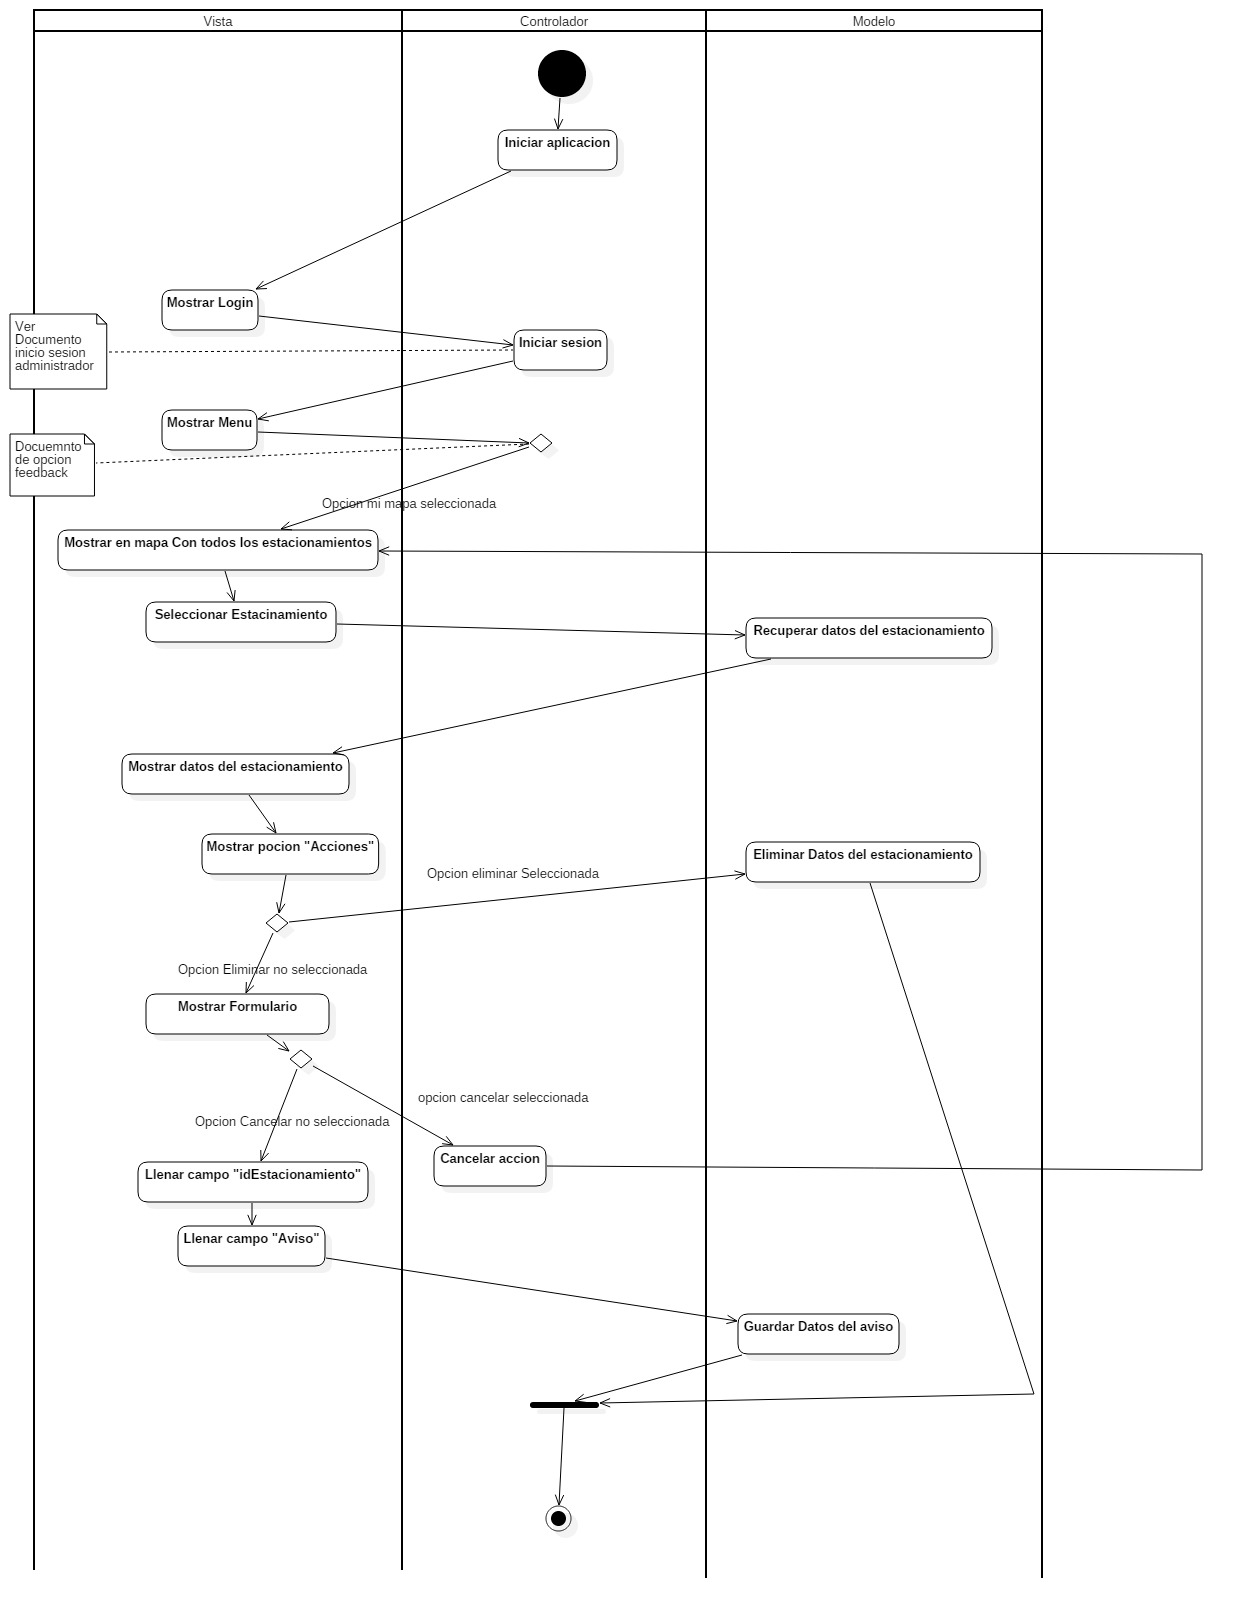 Vista
Controlador
Modelo
Iniciar aplicacion
Mostrar Login
Ver
Documento
inicio sesion
administrador
Iniciar sesion
Mostrar Menu
Docuemnto
de opcion
feedback
Opcion mi mapa seleccionada
Mostrar en mapa Con todos los estacionamientos
Seleccionar Estacinamiento
Recuperar datos del estacionamiento
Mostrar datos del estacionamiento
Mostrar pocion "Acciones"
Eliminar Datos del estacionamiento
Opcion eliminar Seleccionada
Opcion Eliminar no seleccionada
Mostrar Formulario
opcion cancelar seleccionada
Opcion Cancelar no seleccionada
Cancelar accion
Llenar campo "idEstacionamiento"
Llenar campo "Aviso"
Guardar Datos del aviso